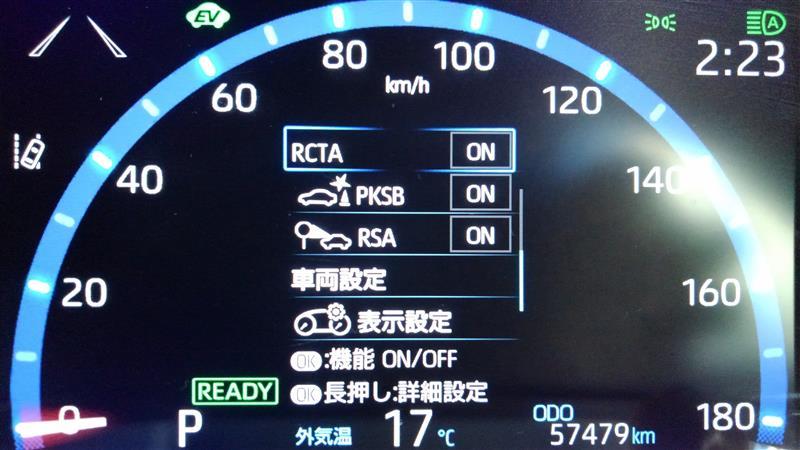 EV
A
2:23
80
100
km/h
60
120
RCTA ON
40
140
PKSB ON
RSA ON
車両設定
20
160
表示設定
OK:機能 ON/OFF
OK長押し:詳細設定
READY
0
P
外気温 17℃
ODO
57479 km
180